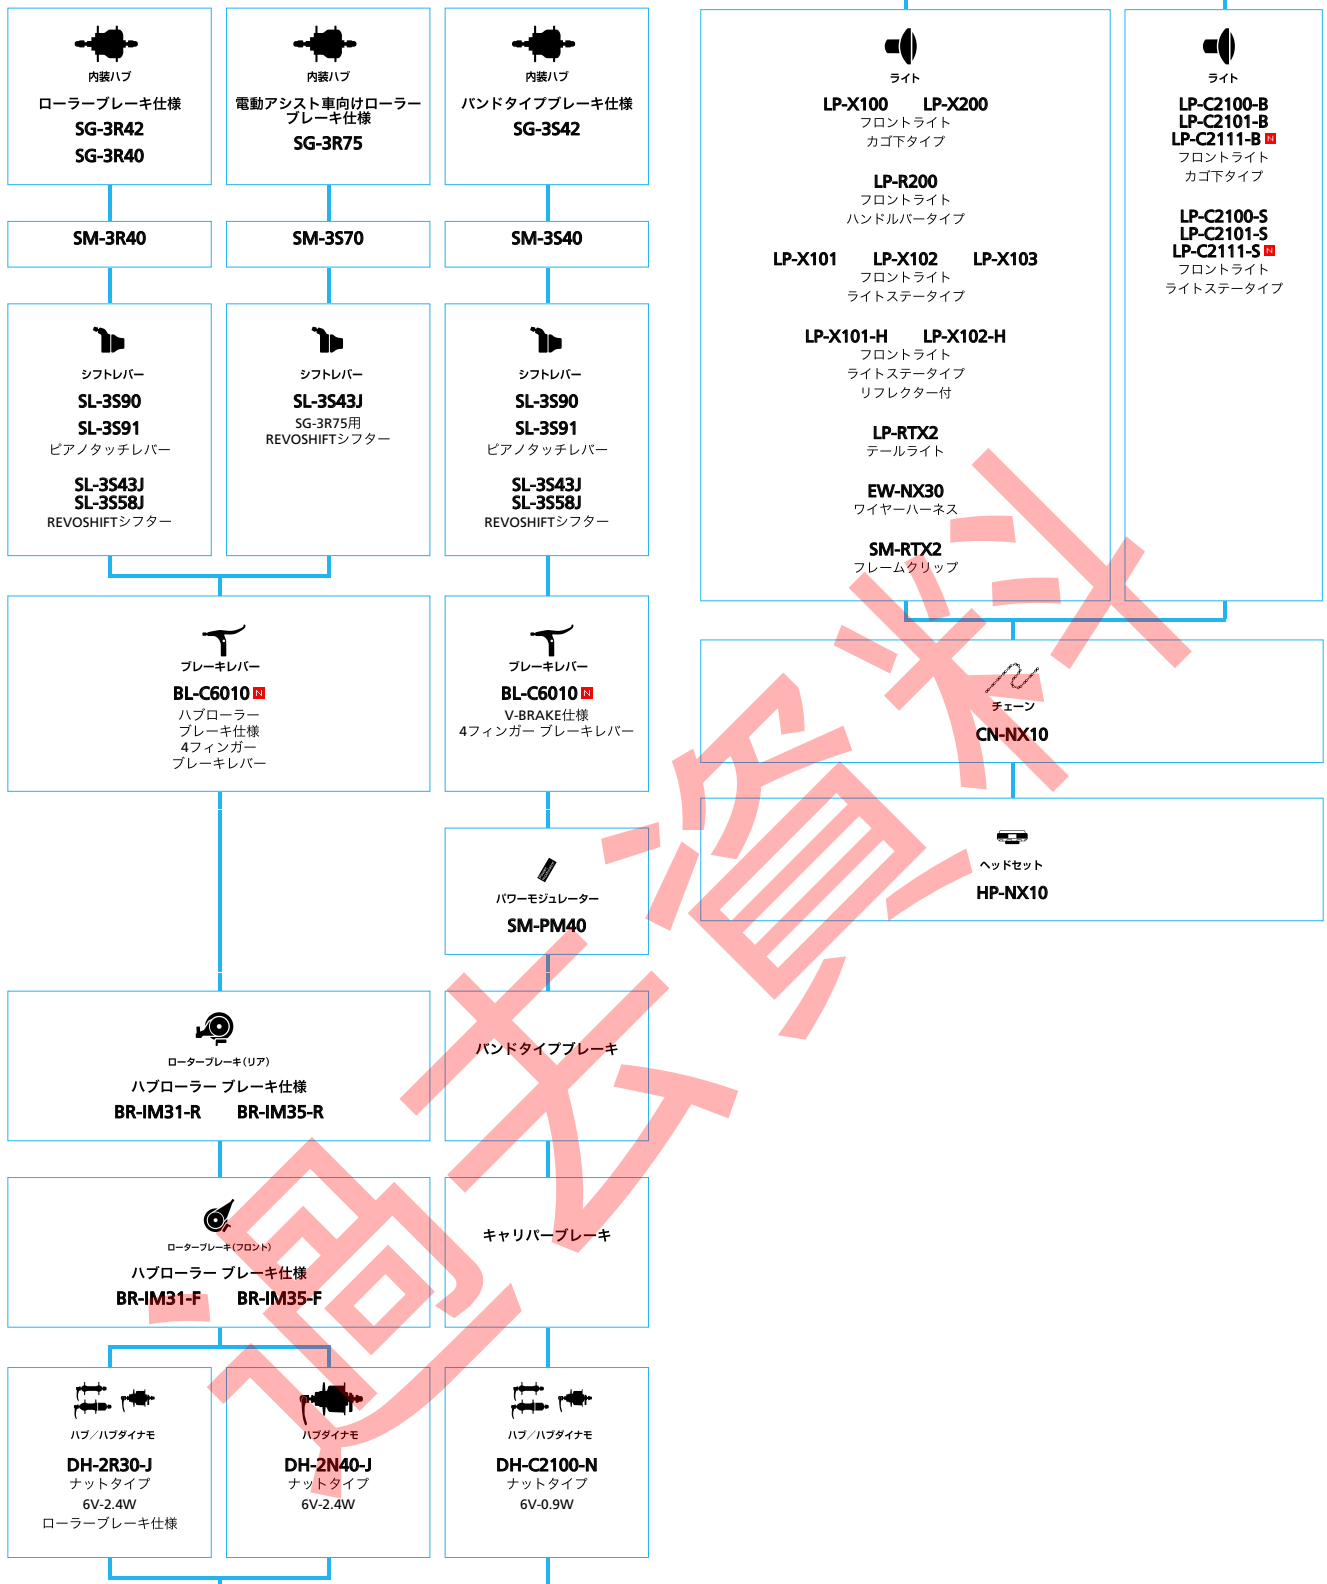 内装ハブ
ローラーブレーキ仕様
SG-3R42
SG-3R40
内装ハブ
電動アシスト車向けローラー
ブレーキ仕様
SG-3R75
内装ハブ
バンドタイプブレーキ仕様
SG-3S42
SM-3R40
SM-3S70
SM-3S40
シフトレバー
SL-3S90
SL-3S91
ピアノタッチレバー
SL-3S43J
SL-3S58J
REVOSHIFTシフター
シフトレバー
SL-3S43J
SG-3R75用
REVOSHIFTシフター
シフトレバー
SL-3S90
SL-3S91
ピアノタッチレバー
SL-3S43J
SL-3S58J
REVOSHIFTシフター
ブレーキレバー
BL-C6010 N
ハブローラー
ブレーキ仕様
4フィンガー
ブレーキレバー
ブレーキレバー
BL-C6010 N
V-BRAKE仕様
4フィンガー ブレーキレバー
パワーモジュレーター
SM-PM40
ローターブレーキ(リア)
ハブローラー ブレーキ仕様
BR-IM31-R BR-IM35-R
バンドタイプブレーキ
ローターブレーキ(フロント)
ハブローラー ブレーキ仕様
BR-IM31-F BR-IM35-F
キャリパーブレーキ
ハブ／ハブダイナモ
DH-2R30-J
ナットタイプ
6V-2.4W
ローラーブレーキ仕様
ハブダイナモ
DH-2N40-J
ナットタイプ
6V-2.4W
ハブ／ハブダイナモ
DH-C2100-N
ナットタイプ
6V-0.9W
ライト
LP-X100 LP-X200
フロントライト
カゴ下タイプ
LP-R200
フロントライト
ハンドルバータイプ
LP-X101 LP-X102 LP-X103
フロントライト
ライトステータイプ
LP-X101-H LP-X102-H
フロントライト
ライトステータイプ
リフレクター付
LP-RTX2
テールライト
EW-NX30
ワイヤーハーネス
SM-RTX2
フレームクリップ
ライト
LP-C2100-B
LP-C2101-B
LP-C2111-B N
フロントライト
カゴ下タイプ
LP-C2100-S
LP-C2101-S
LP-C2111-S N
フロントライト
ライトステータイプ
チェーン
CN-NX10
ヘッドセット
HP-NX10
過去資料